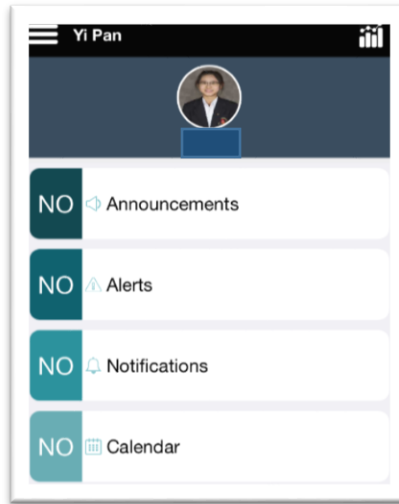 Yi Pan
NO Announcements
NO Alerts
NO Notifications
NO Calendar